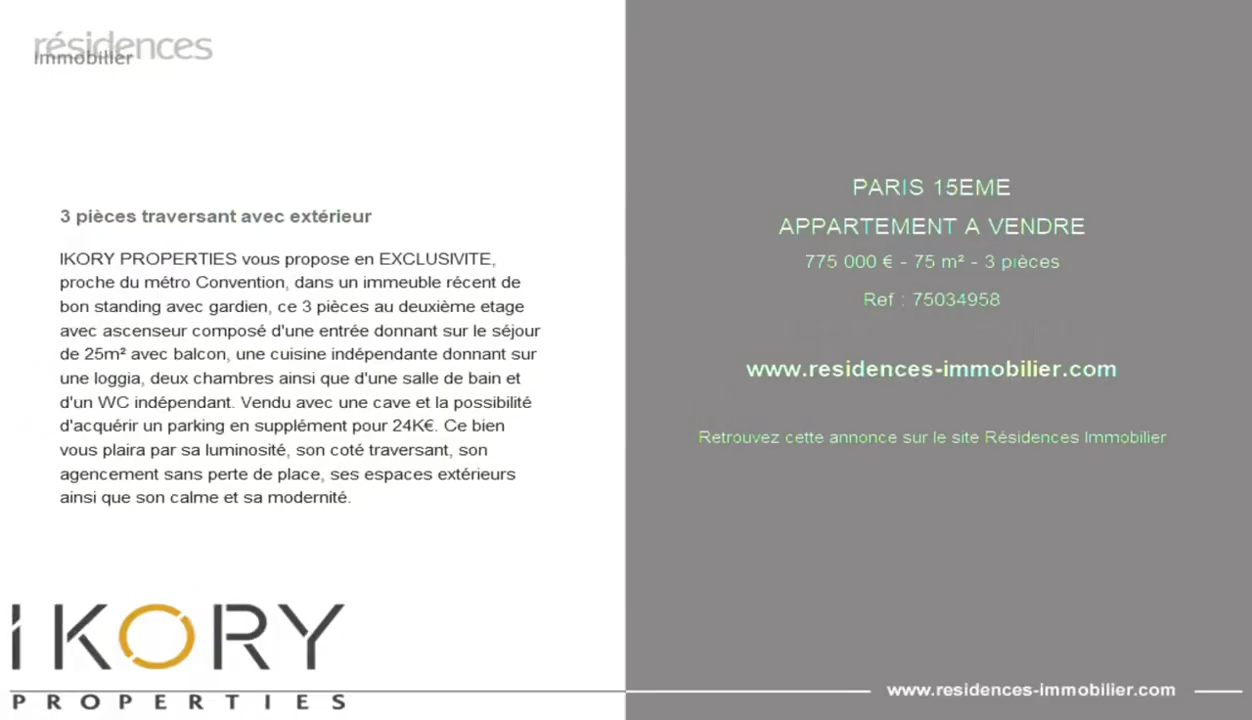 résidences
Immobilier
3 pièces traversant avec extérieur
IKORY PROPERTIES vous propose en EXCLUSIVITE,
proche du métro Convention, dans un immeuble récent de
bon standing avec gardien, ce 3 pièces au deuxième etage
avec ascenseur composé d'une entrée donnant sur le séjour
de 25m² avec balcon, une cuisine indépendante donnant sur
une loggia, deux chambres ainsi que d'une salle de bain et
d'un WC indépendant. Vendu avec une cave et la possibilité
d'acquérir un parking en supplément pour 24K€. Ce bien
vous plaira par sa luminosité, son coté traversant, son
agencement sans perte de place, ses espaces extérieurs
ainsi que son calme et sa modernité.
IKORY
PROPERTIES
PARIS 15EME
APPARTEMENT A VENDRE
775 000 € - 75 m² - 3 pièces
Ref : 75034958
www.residences-immobilier.com
Retrouvez cette annonce sur le site Résidences Immobilier
www.residences-immobilier.com